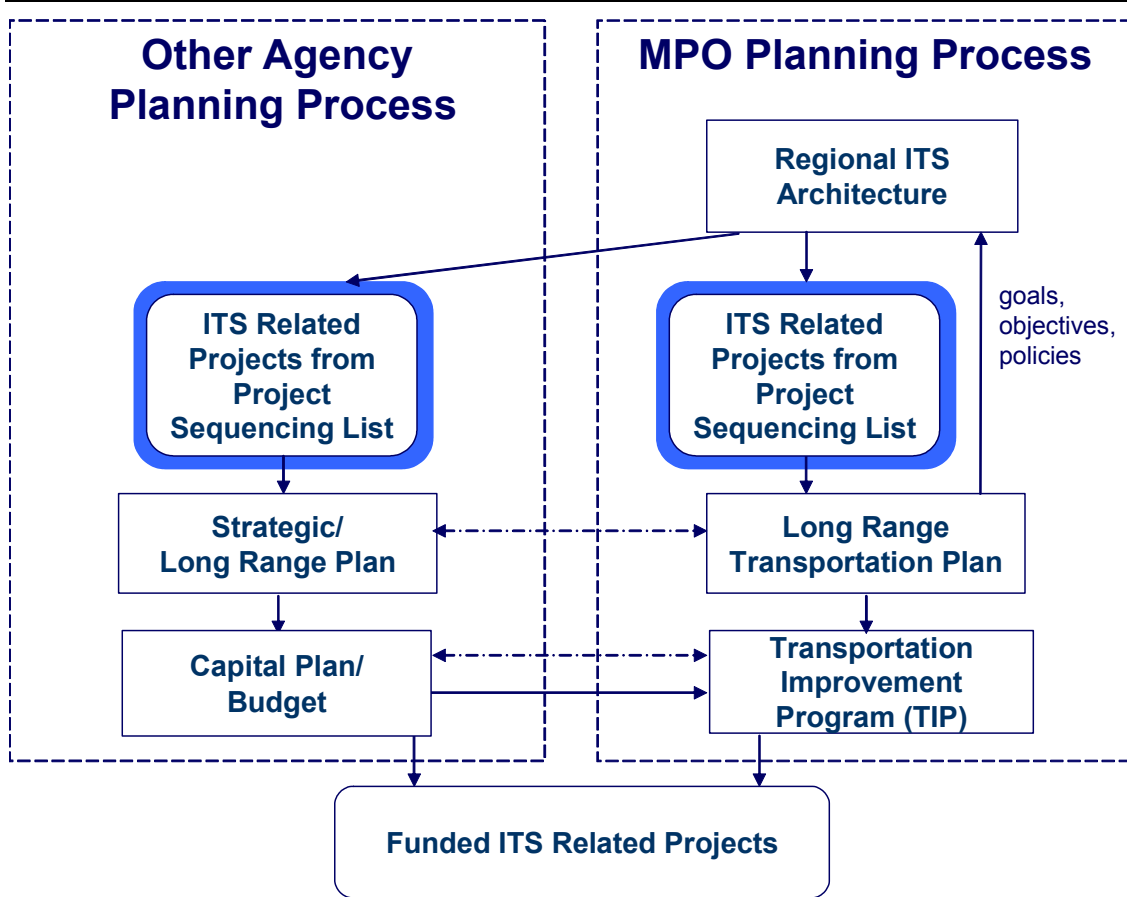 Other Agency
Planning Process
MPO Planning Process
Regional ITS
Architecture
ITS Related
Projects from
Project
Sequencing List
ITS Related
Projects from
Project
Sequencing List
goals,
objectives,
policies
Strategic/
Long Range Plan
Long Range
Transportation Plan
Capital Plan/
Budget
Transportation
Improvement
Program (TIP)
Funded ITS Related Projects